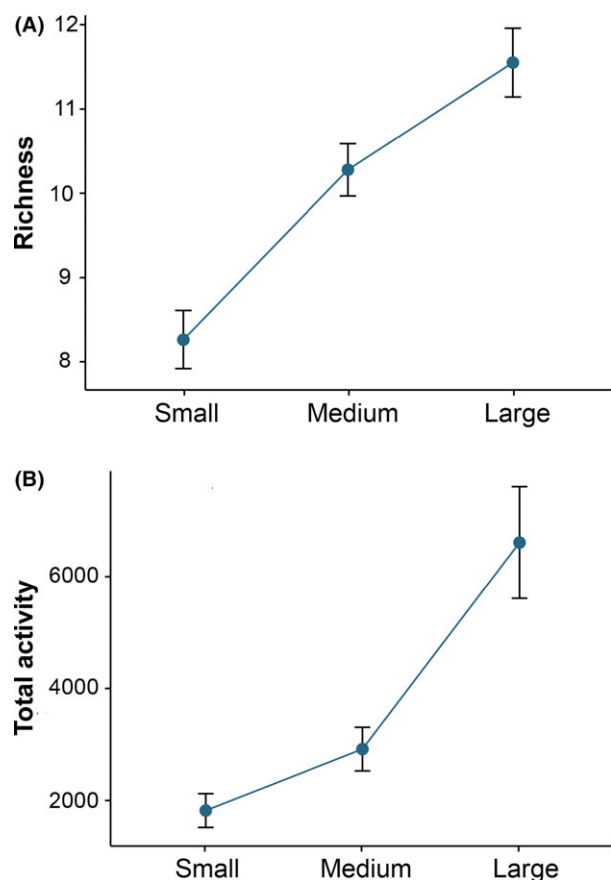 (A)
12
11
10
9
8
Richness
Small Medium Large
(B)
6000
4000
2000
Total activity
Small Medium Large